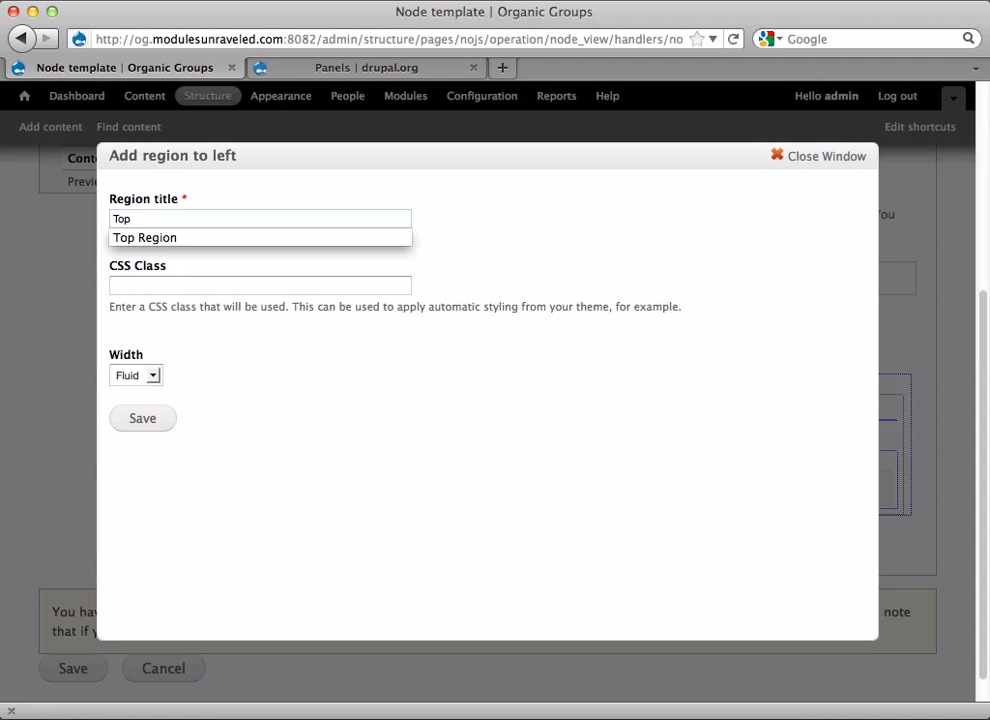 Node template | Organic Groups
http://og.modulesunraveled.com:8082/admin/structure/pages/nojs/operation/node_view/handlers/no
Google
Node template | Organic Groups
Panels | drupal.org
Dashboard Content Structure Appearance People Modules Configuration Reports Help Hello admin Log out
Add content Find content Edit shortcuts
Add region to left Close Window
Conte
Previe
Region title *
Top
Top Region
You
CSS Class
Enter a CSS class that will be used. This can be used to apply automatic styling from your theme, for example.
Width
Fluid
Save
You hav note
that if y
Save Cancel